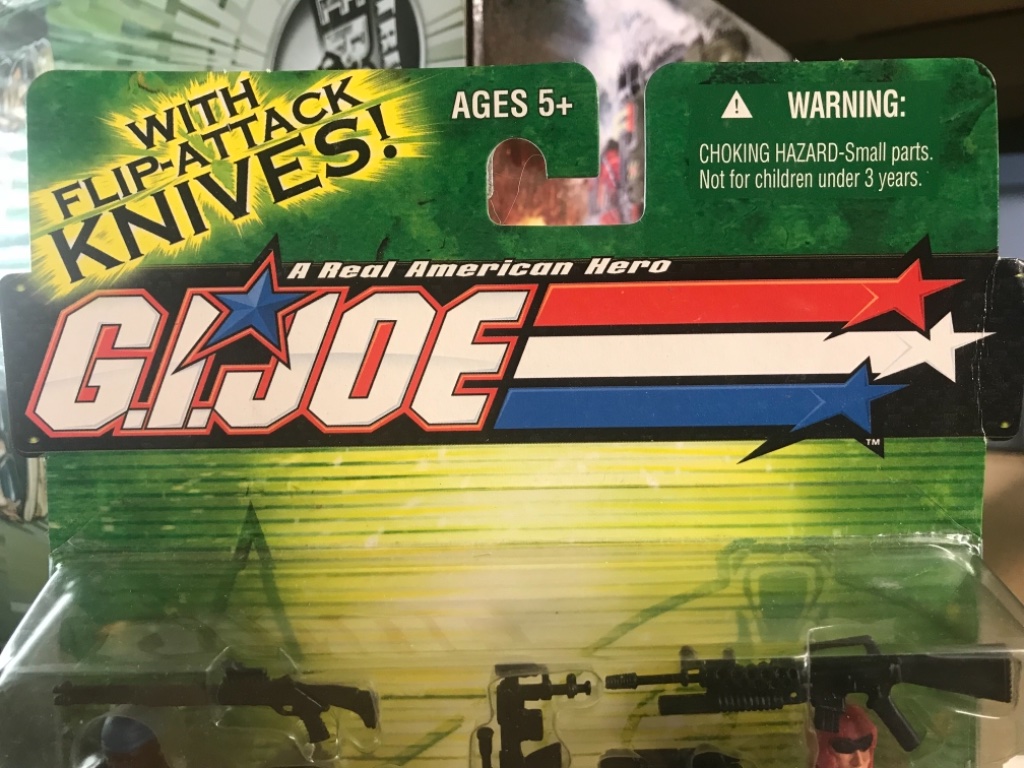 WITH
FLIP-ATTACK
KNIVES!
AGES 5+
WARNING:
CHOKING HAZARD-Small parts.
Not for children under 3 years.
A Real American Hero
G.I.JOE
TM